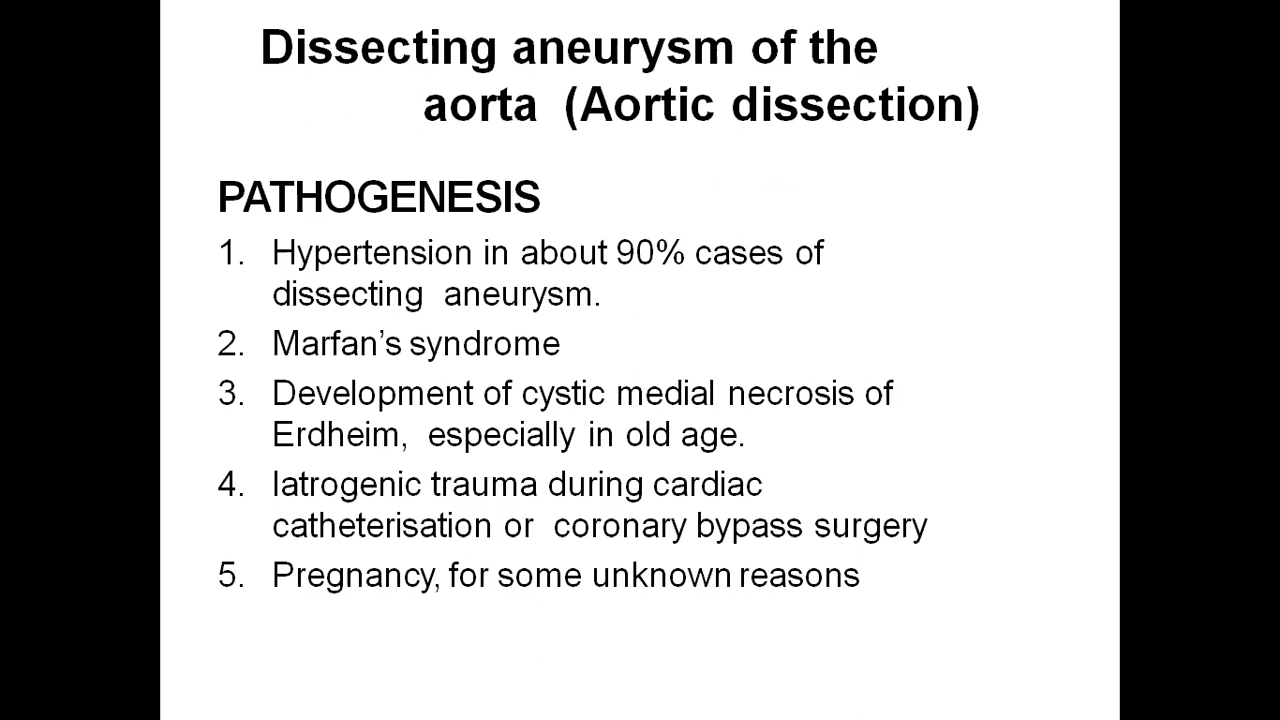 Dissecting aneurysm of the
aorta (Aortic dissection)
PATHOGENESIS
1. Hypertension in about 90% cases of
dissecting aneurysm.
2. Marfan’s syndrome
3. Development of cystic medial necrosis of
Erdheim, especially in old age.
4. Iatrogenic trauma during cardiac
catheterisation or coronary bypass surgery
5. Pregnancy, for some unknown reasons